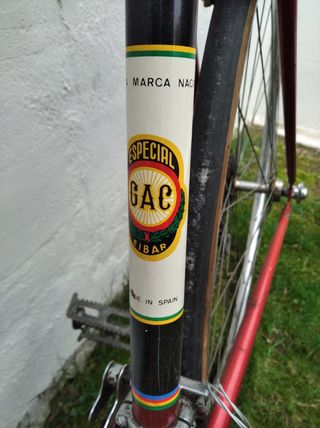 MARCA NAC
ESPECIAL
GAC
EIBAR
IN SPAIN